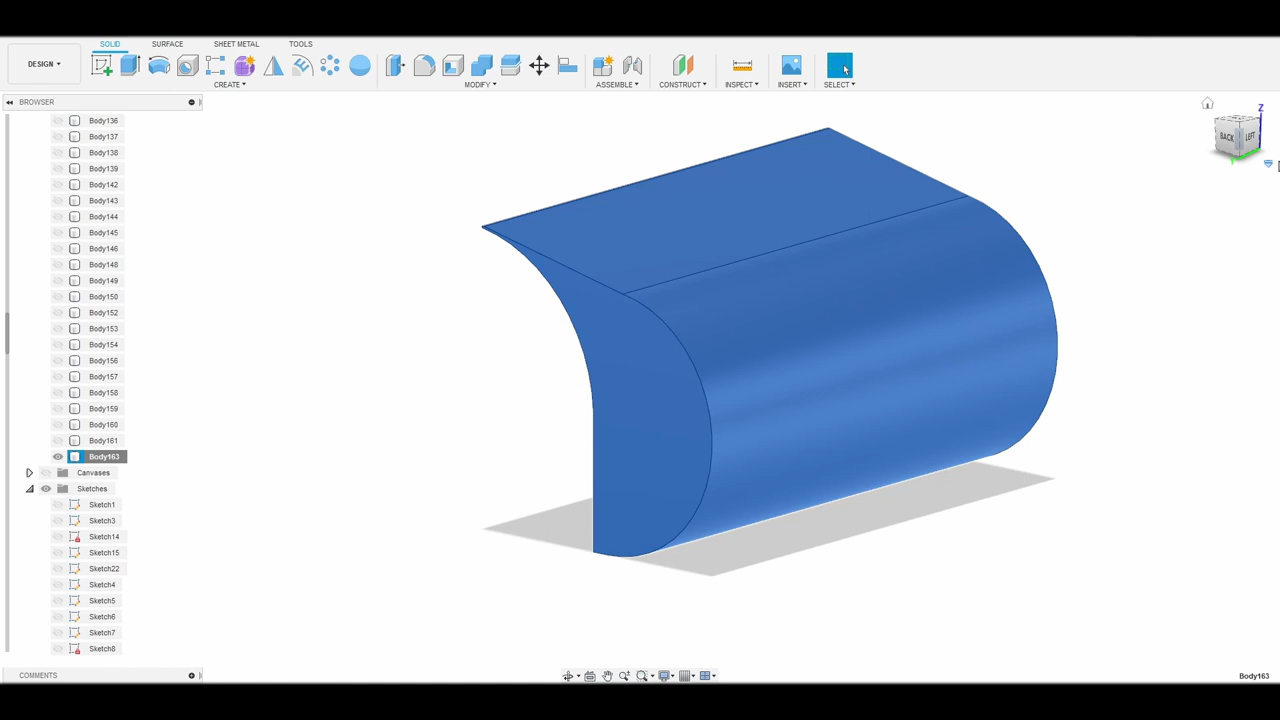 SOLID SURFACE SHEET METAL TOOLS
DESIGN
CREATE MODIFY ASSEMBLE CONSTRUCT INSPECT INSERT SELECT
BROWSER
Body136
Body137
Body138
Body139
Body142
Body143
Body144
Body145
Body146
Body148
Body149
Body150
Body152
Body153
Body154
Body156
Body157
Body158
Body159
Body160
Body161
Body163
Canvases
Sketches
Sketch1
Sketch3
Sketch14
Sketch15
Sketch22
Sketch4
Sketch5
Sketch6
Sketch7
Sketch8
COMMENTS
Z
BACK LEFT
Y
Body163